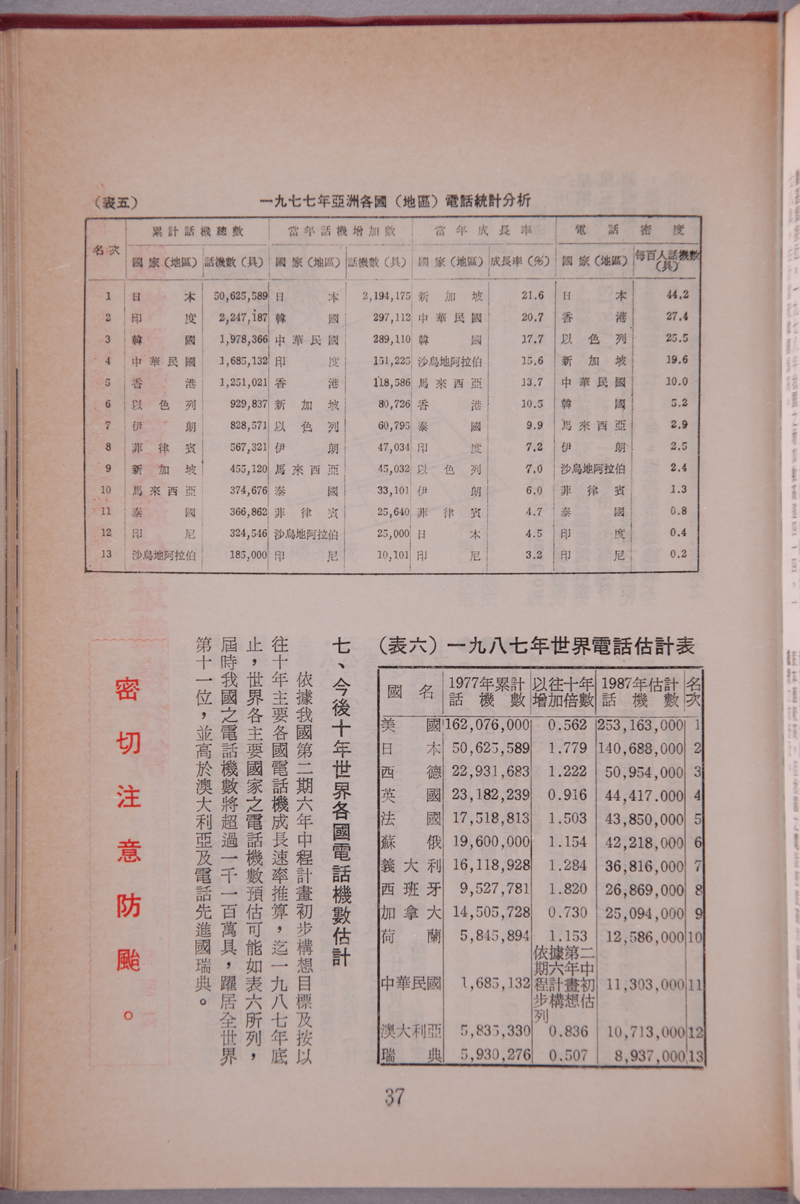 （表五）　一九七七年亞洲各國（地區）電話統計分析
名次　累計話機總數　當年話機增加數　當年成長率　電話密度
國家（地區）　話機數（具）　國家（地區）　話機數（具）　國家（地區）　成長率（%）　國家（地區）　每百人話機數（具）
1　日本　50,625,589　日本　2,194,175　新加坡　21.6　日本　44.2
2　印度　2,247,187　韓國　297,112　中華民國　20.7　香港　27.4
3　韓國　1,978,366　中華民國　289,110　韓國　17.7　以色列　25.5
4　中華民國　1,685,132　印度　151,225　沙烏地阿拉伯　15.6　新加坡　19.6
5　香港　1,251,021　香港　118,586　馬來西亞　13.7　中華民國　10.0
6　以色列　929,837　新加坡　80,726　香港　10.5　韓國　5.2
7　伊朗　828,571　以色列　60,795　泰國　9.9　馬來西亞　2.9
8　菲律賓　567,321　伊朗　47,034　印度　7.2　伊朗　2.5
9　新加坡　455,120　馬來西亞　45,032　以色列　7.0　沙烏地阿拉伯　2.4
10　馬來西亞　374,676　泰國　33,101　伊朗　6.0　菲律賓　1.3
11　泰國　366,862　菲律賓　25,640　菲律賓　4.7　泰國　0.8
12　印尼　324,546　沙烏地阿拉伯　25,000　日本　4.5　印度　0.4
13　沙烏地阿拉伯　185,000　印尼　10,101　印尼　3.2　印尼　0.2
（表六）一九八七年世界電話估計表
國名　1977年累計話機數　以往十年增加倍數　1987年估計話機數　名次
美國　162,076,000　0.562　253,163,000　1
日本　50,625,589　1.779　140,688,000　2
西德　22,931,683　1.222　50,954,000　3
英國　23,182,239　0.916　44,417.000　4
法國　17,518,813　1.503　43,850,000　5
蘇俄　19,600,000　1.154　42,218,000　6
義大利　16,118,928　1.284　36,816,000　7
西班牙　9,527,781　1.820　26,869,000　8
加拿大　14,505,728　0.730　25,094,000　9
荷蘭　5,845,894　1.153　12,586,000　10
中華民國　1,685,132　依據第二期六年中程計畫初步構想估列　11,303,000　11
澳大利亞　5,835,330　0.836　10,713,000　12
瑞典　5,930,276　0.507　8,937,000　13
七、今後十年世界各國電話機數估計
依據我國第二期六年中程計畫初步構想目標及按以
往十年主要各國電話機成長速率推算，迄一九八七年底
止，世界各主要國家之電話機數預估可能如表六所列，
屆時我國之電話機數將超過一千一百萬具，躍居全世界
第十一位，並高於澳大利亞及電話先進國瑞典。
密切注意防颱。
37